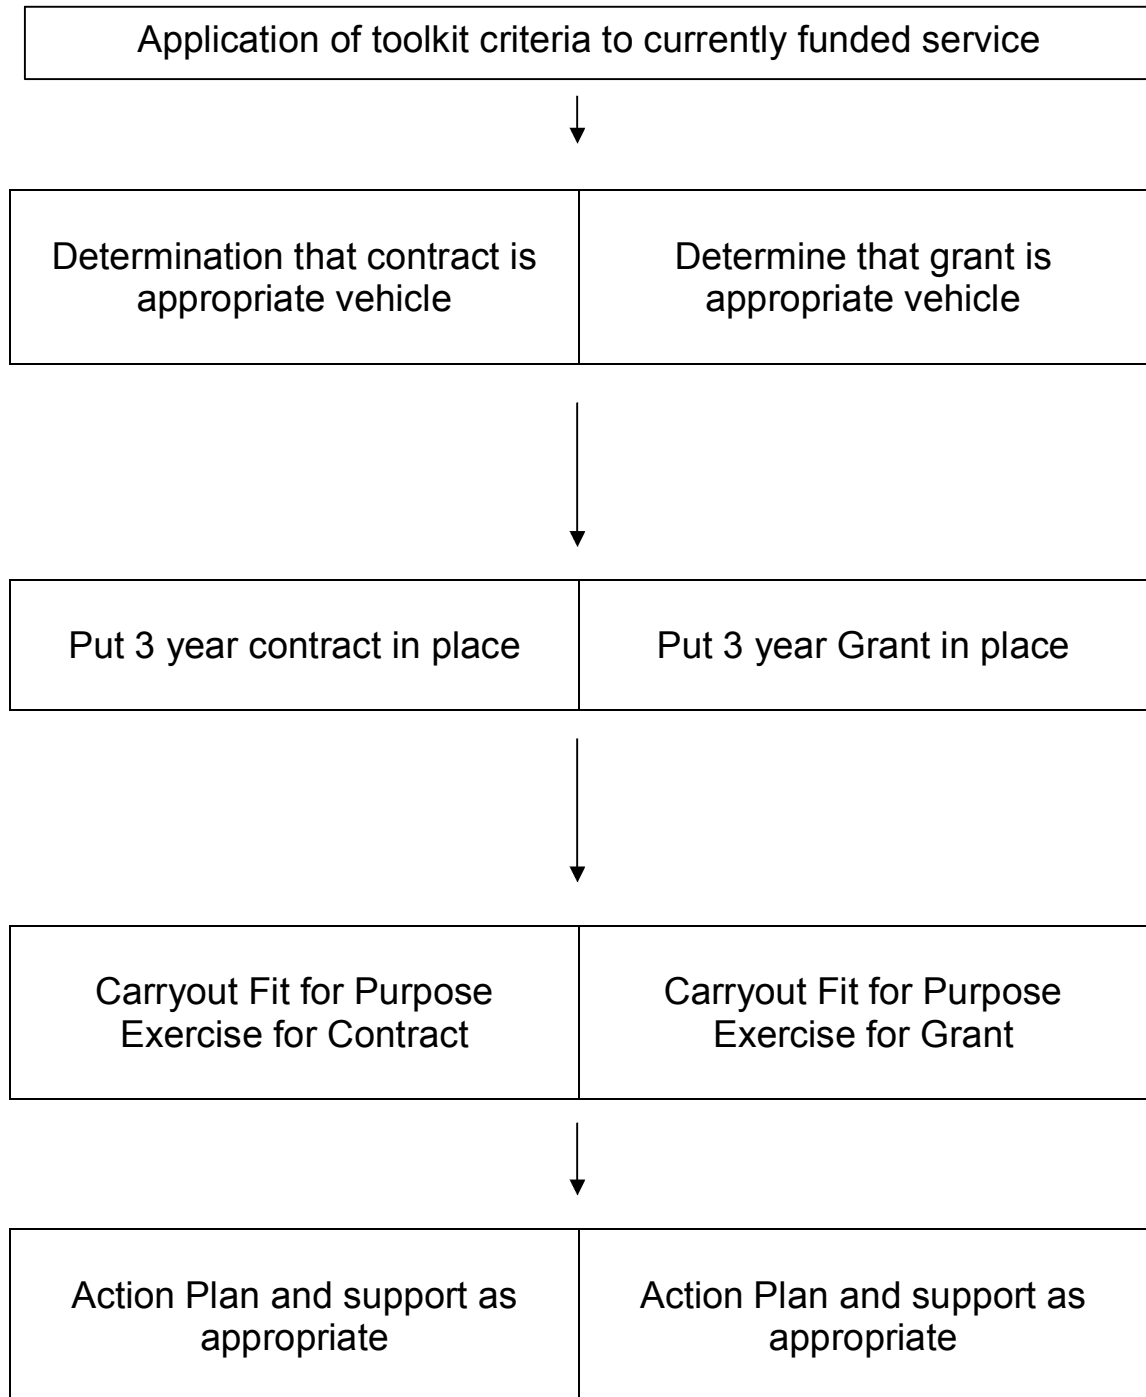 Application of toolkit criteria to currently funded service
Determination that contract is
appropriate vehicle
Determine that grant is
appropriate vehicle
Put 3 year contract in place
Put 3 year Grant in place
Carryout Fit for Purpose
Exercise for Contract
Carryout Fit for Purpose
Exercise for Grant
Action Plan and support as
appropriate
Action Plan and support as
appropriate